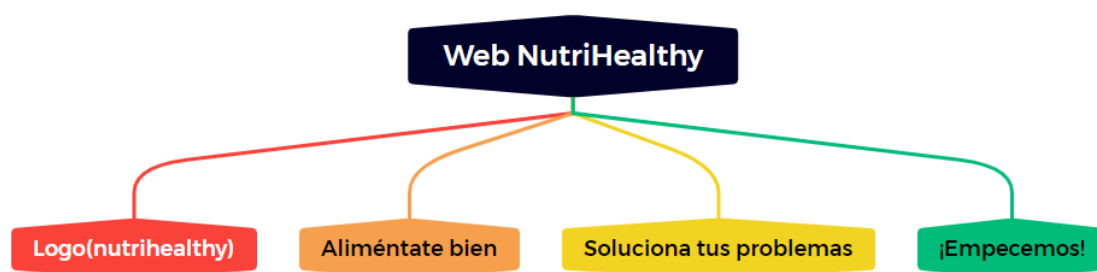 Web NutriHealthy
Logo(nutrihealthy)
Aliméntate bien
Soluciona tus problemas
¡Empecemos!